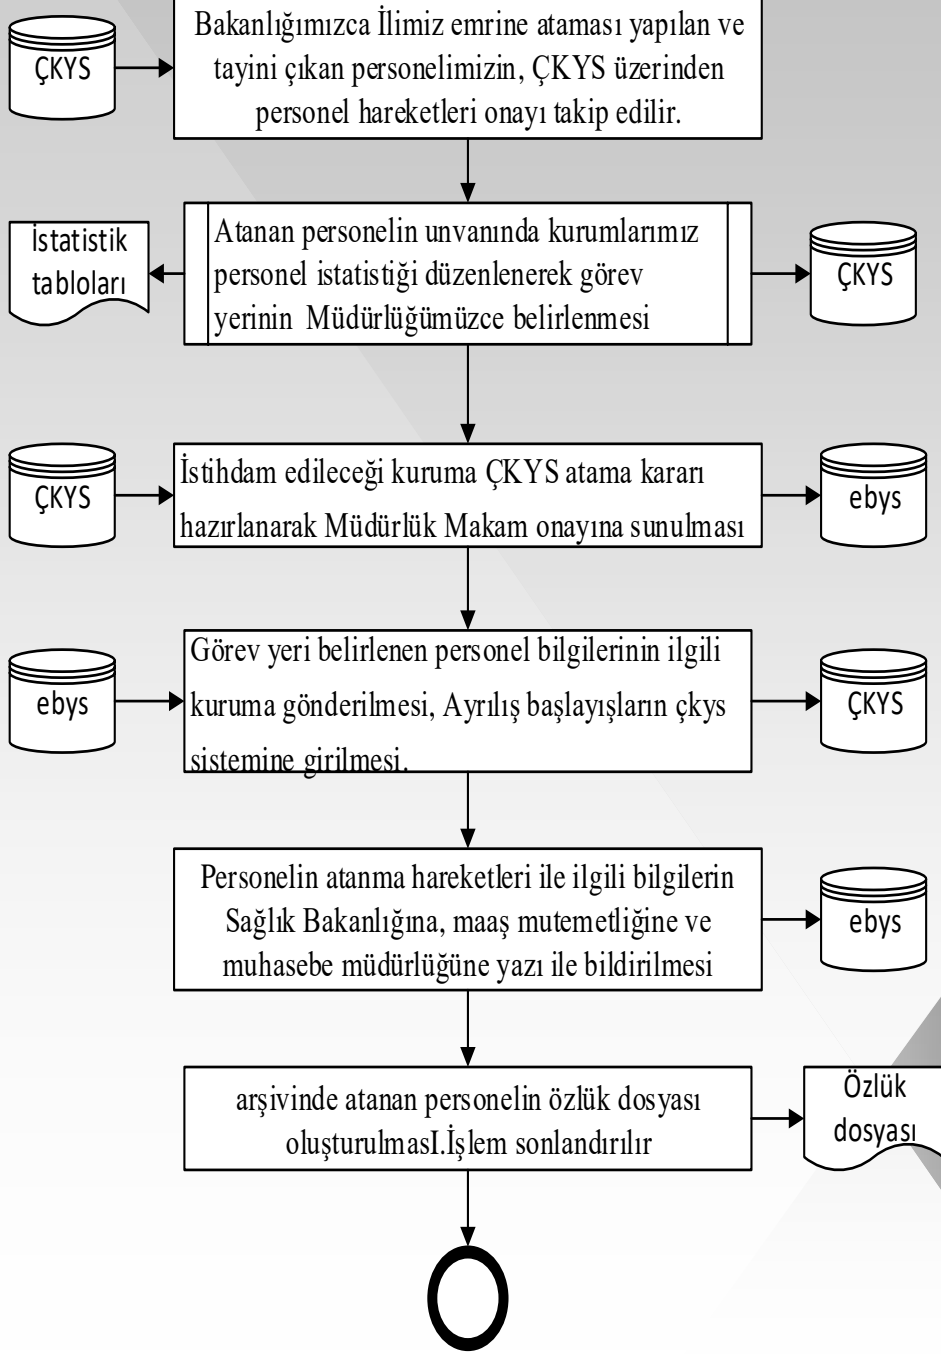 ÇKYS
Bakanlığımızca İlimiz emrine ataması yapılan ve
tayini çıkan personelimizin, ÇKYS üzerinden
personel hareketleri onayı takip edilir.
İstatistik
tabloları
Atanan personelin unvanında kurumlarımız
personel istatistiği düzenlenerek görev
yerinin Müdürlüğümüzce belirlenmesi
ÇKYS
ÇKYS
İstihdam edileceği kuruma ÇKYS atama kararı
hazırlanarak Müdürlük Makam onayına sunulması
ebys
ebys
Görev yeri belirlenen personel bilgilerinin ilgili
kuruma gönderilmesi, Ayrılış başlayışların çkys
sistemine girilmesi.
ÇKYS
Personelin atanma hareketleri ile ilgili bilgilerin
Sağlık Bakanlığına, maaş mutemetliğine ve
muhasebe müdürlüğüne yazı ile bildirilmesi
ebys
arşivinde atanan personelin özlük dosyası
oluşturulmasI.İşlem sonlandırılır
Özlük
dosyası